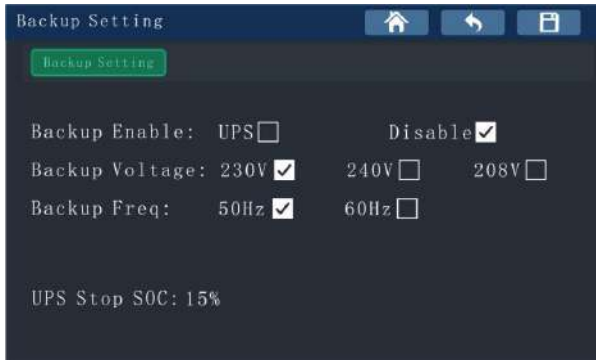 Backup Setting
Backup Setting
Backup Enable: UPS Disable
Backup Voltage: 230V 240V 208V
Backup Freq: 50Hz 60Hz
UPS Stop SOC: 15%